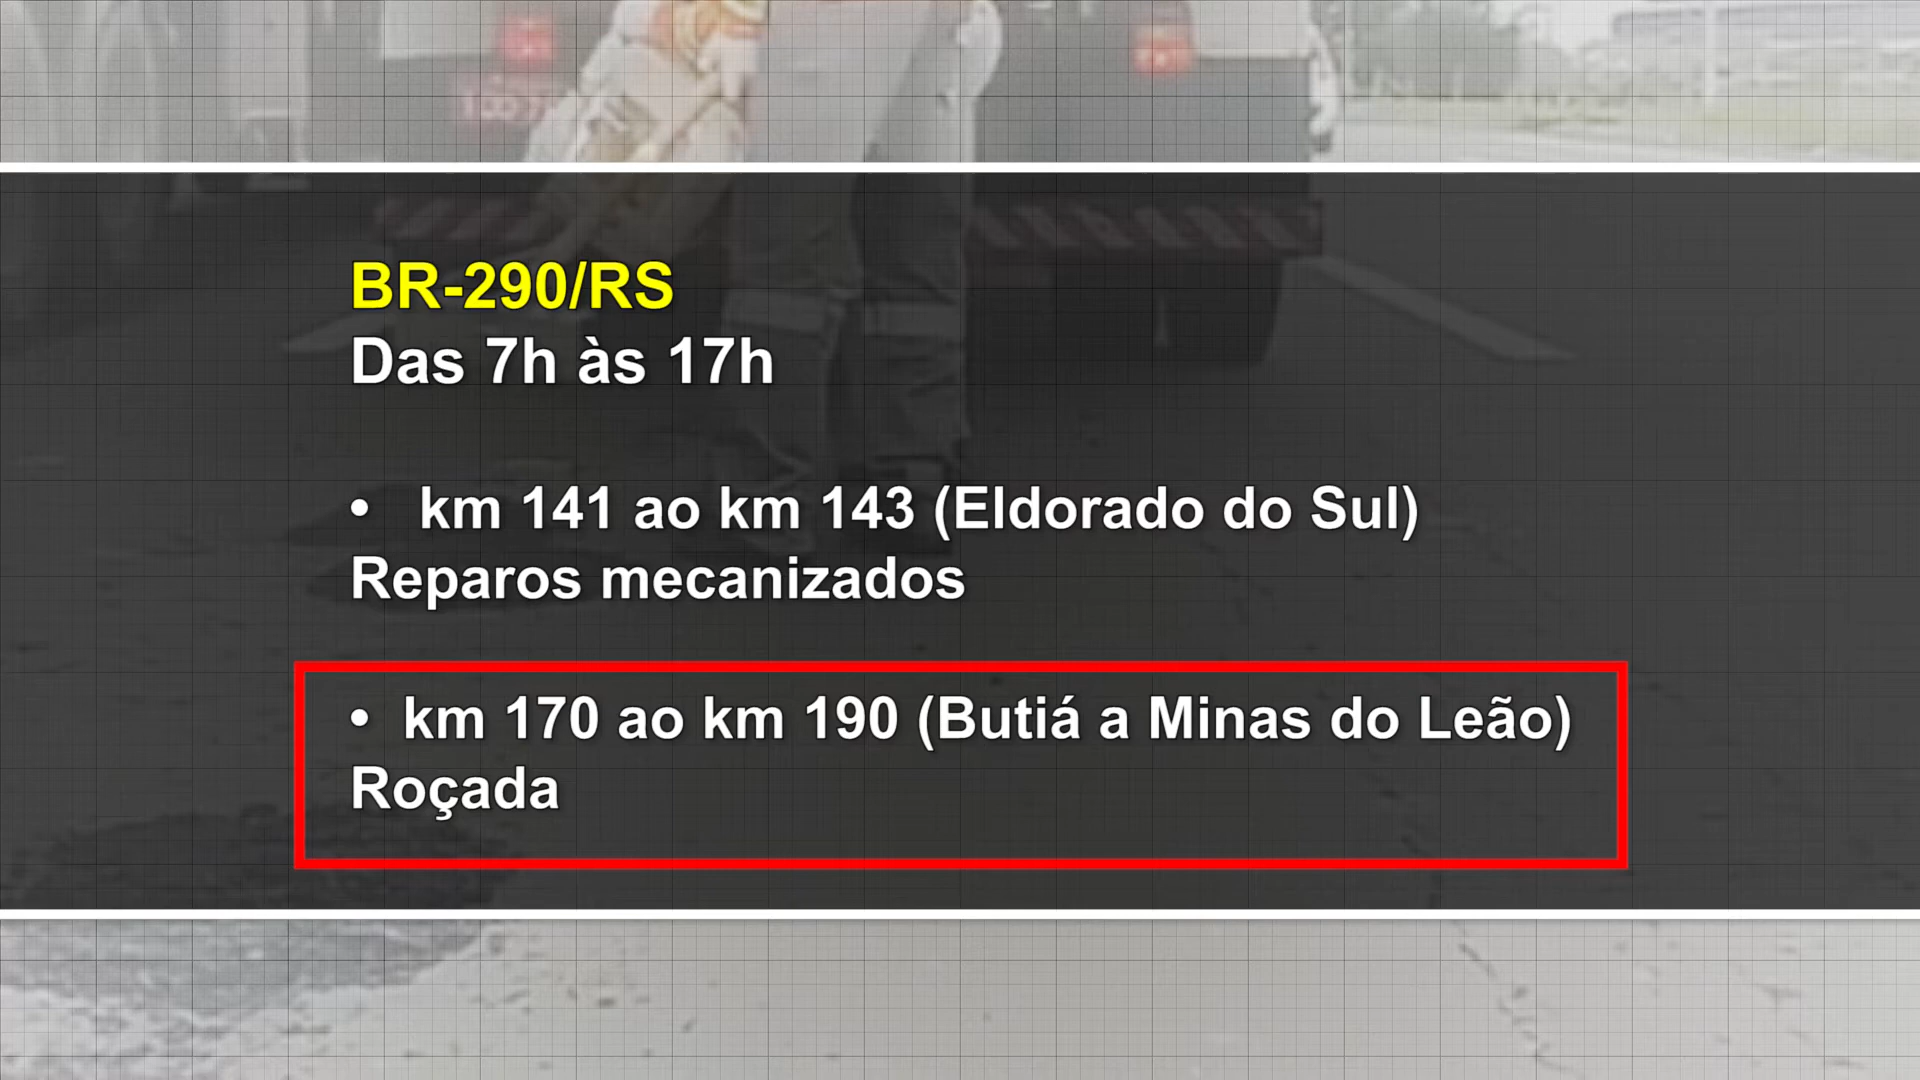 BR-290/RS
Das 7h às 17h
• km 141 ao km 143 (Eldorado do Sul)
Reparos mecanizados
• km 170 ao km 190 (Butiá a Minas do Leão)
Roçada